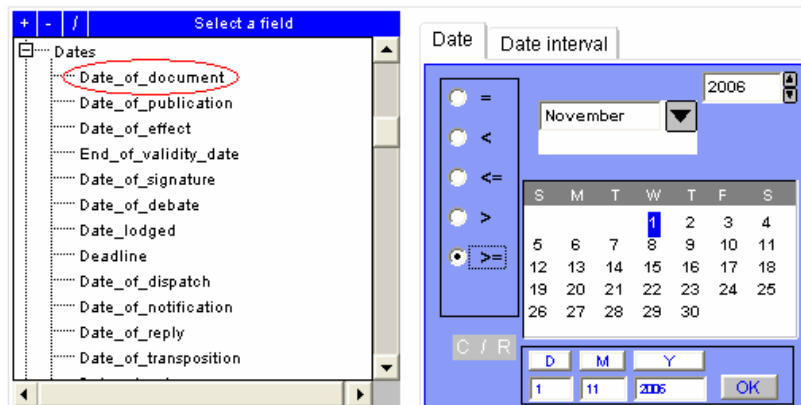 + - / Select a field
Dates
Date_of_document
Date_of_publication
Date_of_effect
End_of_validity_date
Date_of_signature
Date_of_debate
Date_lodged
Deadline
Date_of_dispatch
Date_of_notification
Date_of_reply
Date_of_transposition
Date Date interval
=
<
<=
>
>=
C / R
2006
November
S M T W T F S
1 2 3 4
5 6 7 8 9 10 11
12 13 14 15 16 17 18
19 20 21 22 23 24 25
26 27 28 29 30
D M Y
1 11 2006 OK